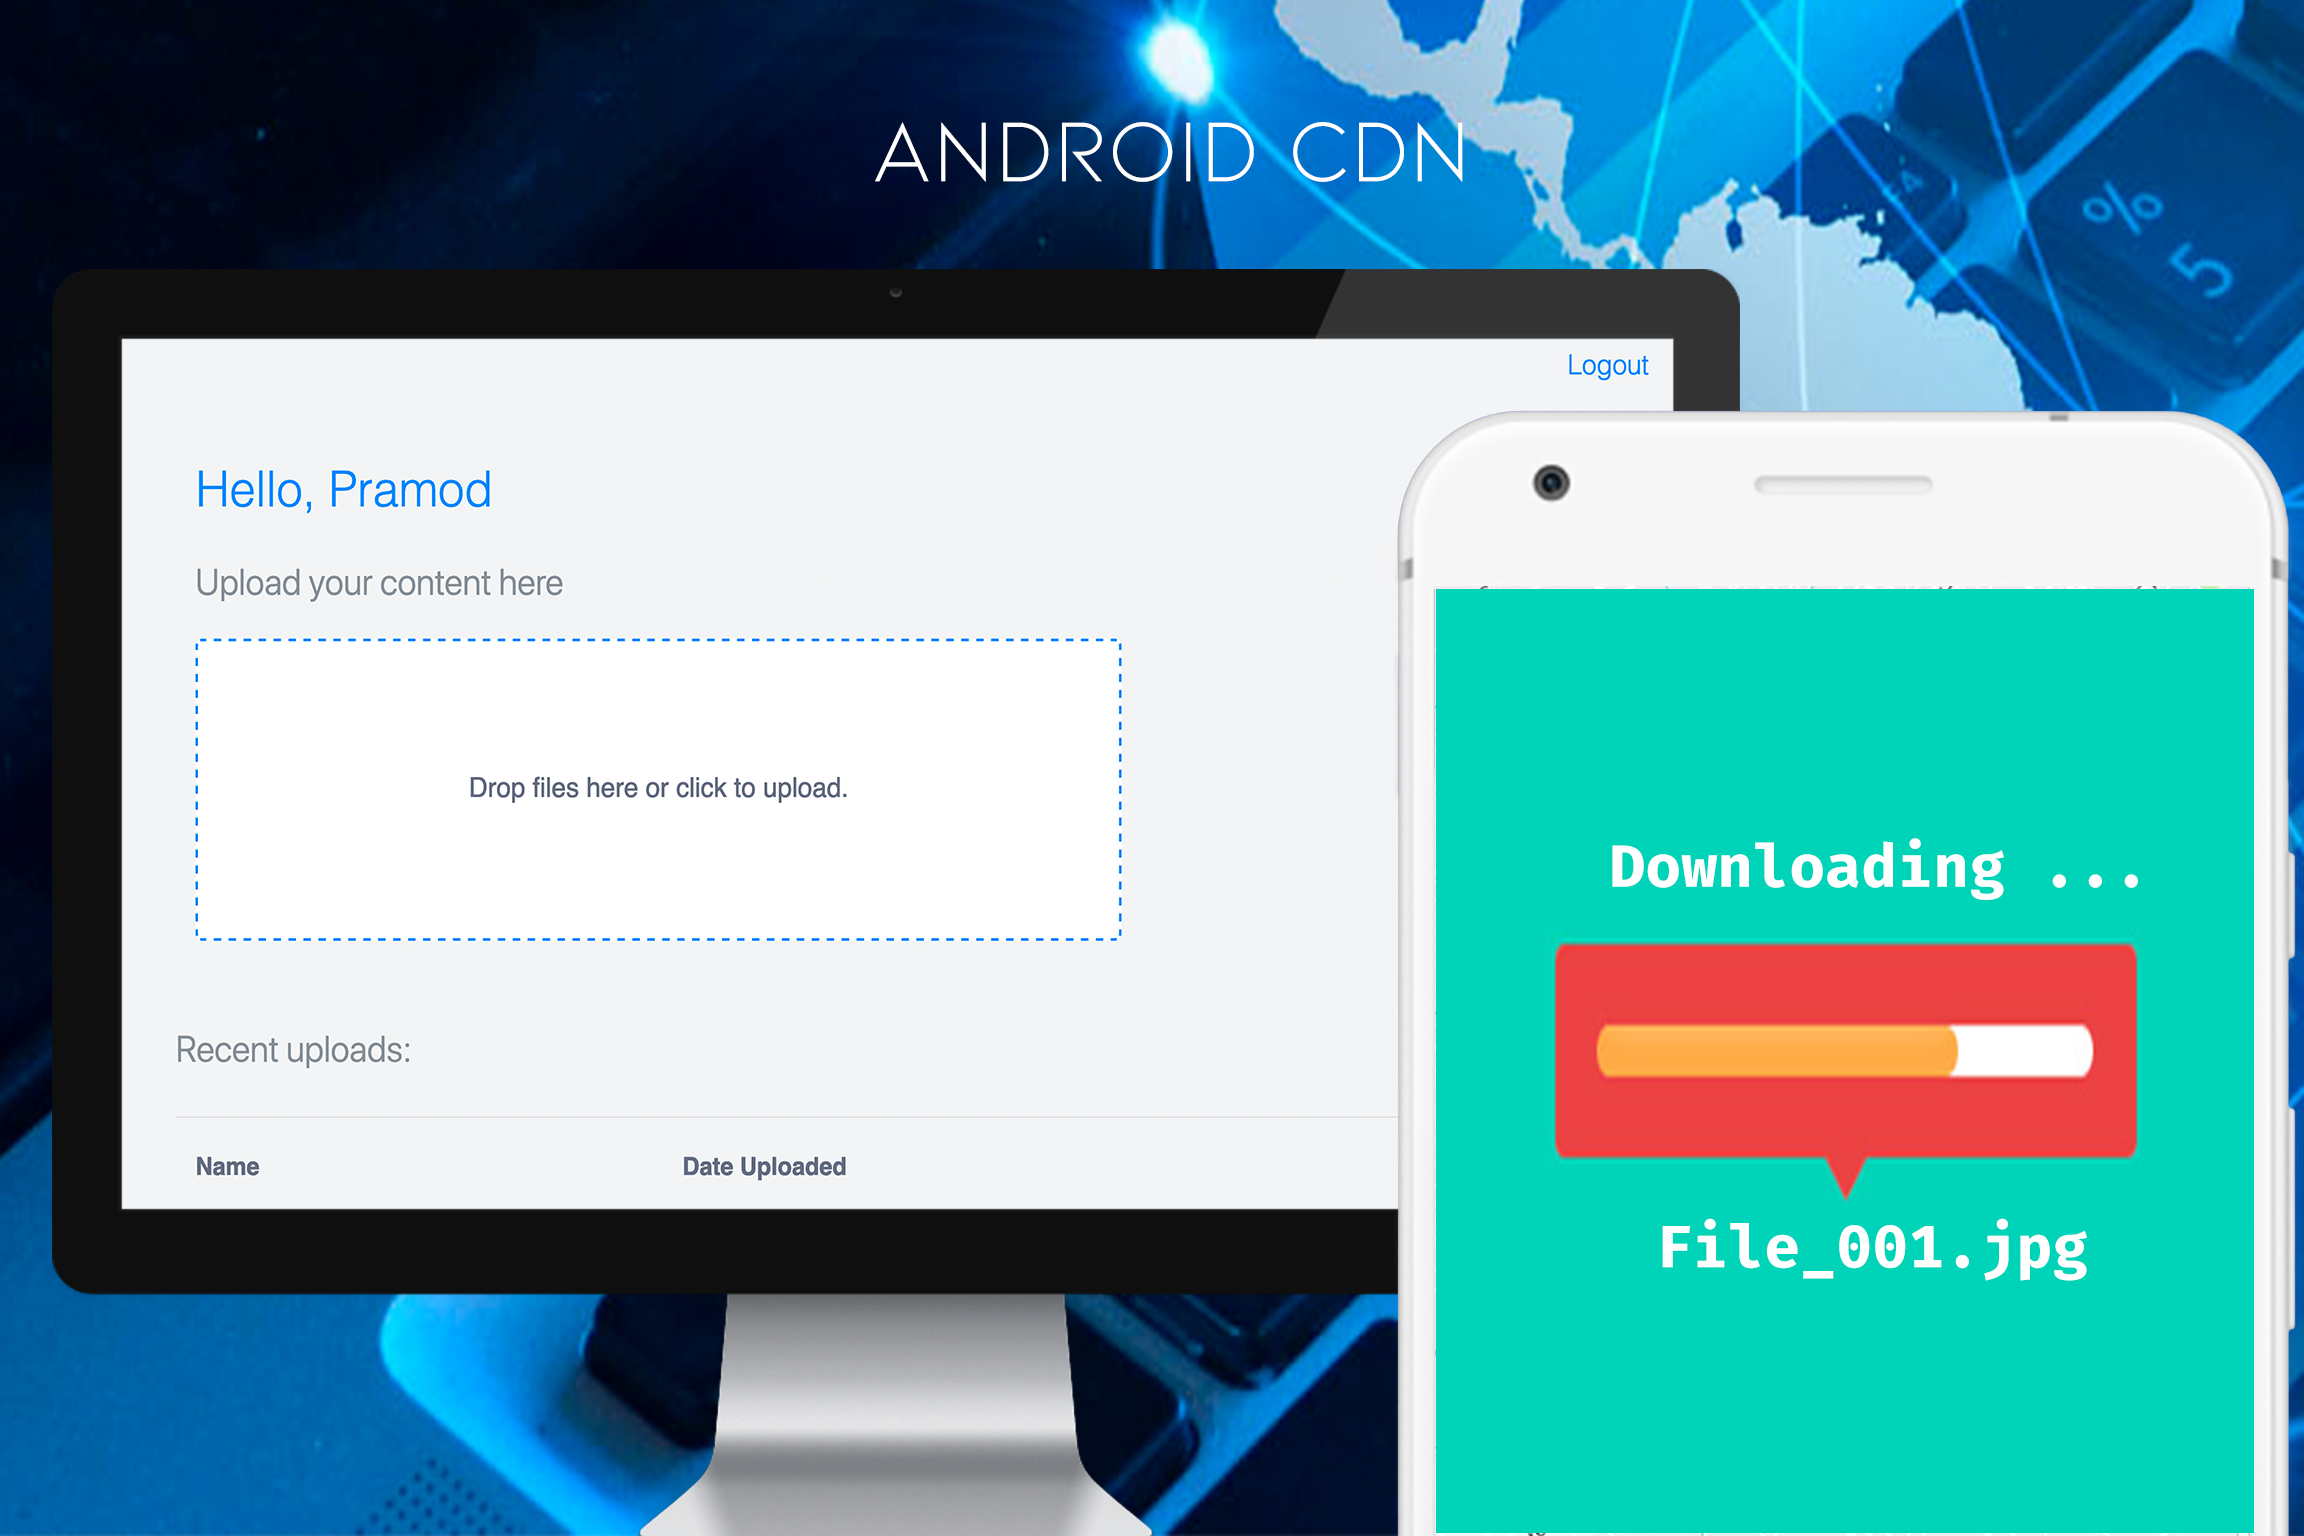 ANDROID CDN
Logout
Hello, Pramod
Upload your content here
Drop files here or click to upload.
Recent uploads:
Name
Date Uploaded
Downloading ...
File_001.jpg
%
5